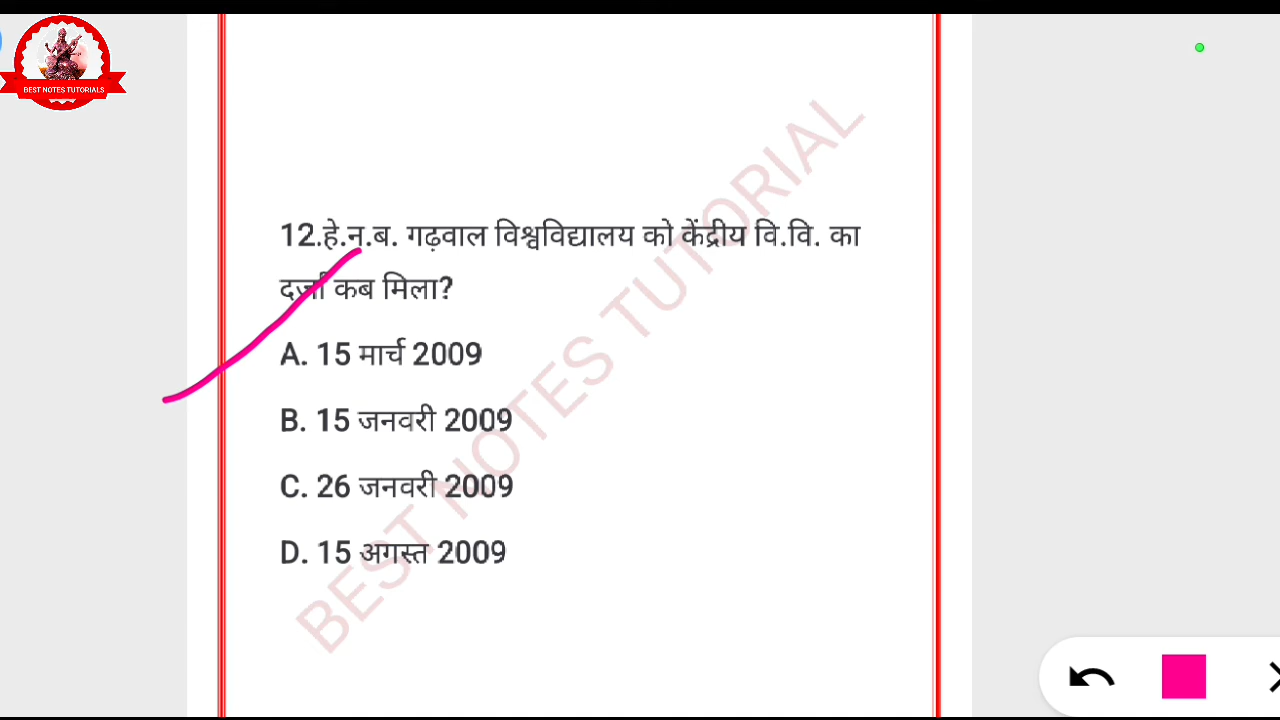 BEST NOTES TUTORIALS
12.हे.न.ब. गढ़वाल विश्वविद्यालय को केंद्रीय वि.वि. का
दर्जा कब मिला?
A. 15 मार्च 2009
B. 15 जनवरी 2009
C. 26 जनवरी 2009
D. 15 अगस्त 2009
BEST NOTES TUTORIAL